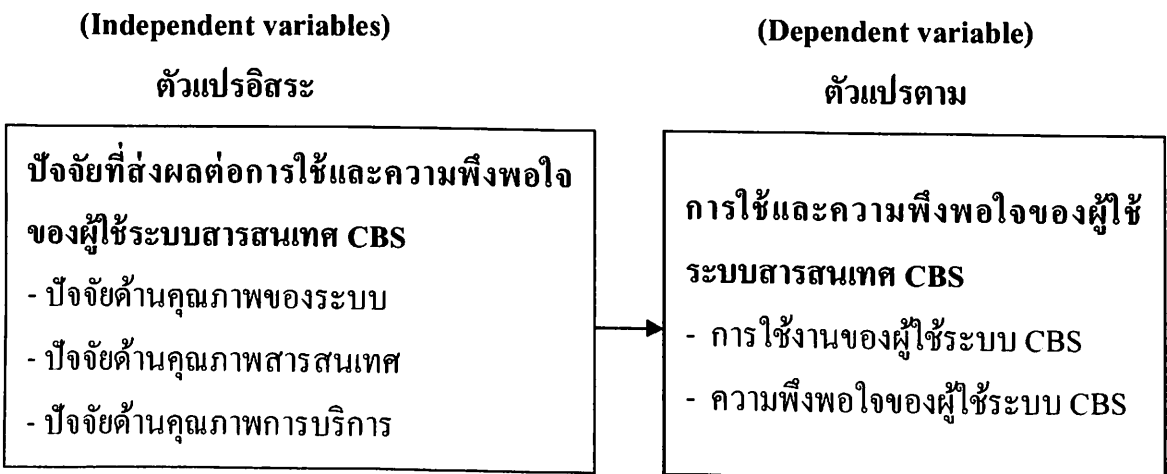 (Independent variables)
ตัวแปรอิสระ
ปัจจัยที่ส่งผลต่อการใช้และความพึงพอใจ
ของผู้ใช้ระบบสารสนเทศ CBS
- ปัจจัยด้านคุณภาพของระบบ
- ปัจจัยด้านคุณภาพสารสนเทศ
- ปัจจัยด้านคุณภาพการบริการ
(Dependent variable)
ตัวแปรตาม
การใช้และความพึงพอใจของผู้ใช้
ระบบสารสนเทศ CBS
- การใช้งานของผู้ใช้ระบบ CBS
- ความพึงพอใจของผู้ใช้ระบบ CBS